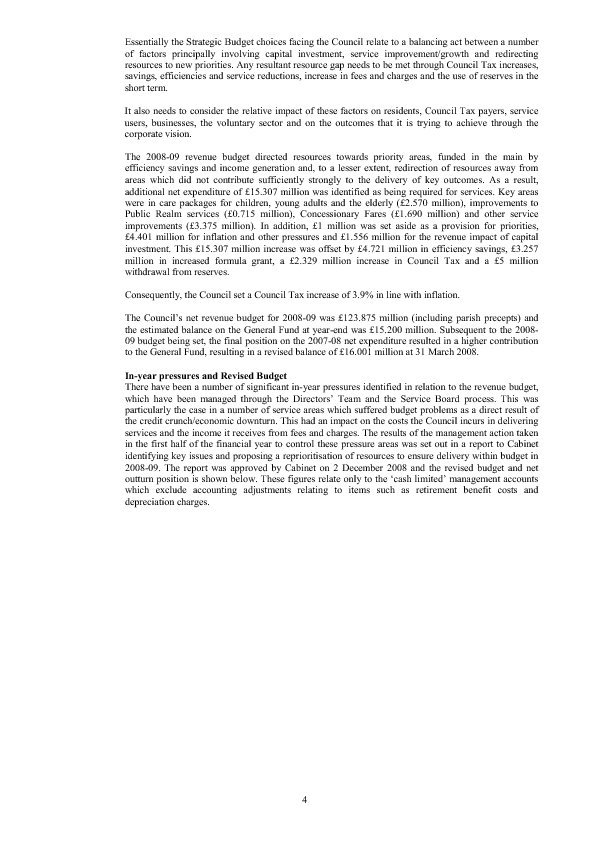 Essentially the Strategic Budget choices facing the Council relate to a balancing act between a number
of factors principally involving capital investment, service improvement/growth and redirecting
resources to new priorities. Any resultant resource gap needs to be met through Council Tax increases,
savings, efficiencies and service reductions, increase in fees and charges and the use of reserves in the
short term.
It also needs to consider the relative impact of these factors on residents, Council Tax payers, service
users, businesses, the voluntary sector and on the outcomes that it is trying to achieve through the
corporate vision.
The 2008-09 revenue budget directed resources towards priority areas, funded in the main by
efficiency savings and income generation and, to a lesser extent, redirection of resources away from
areas which did not contribute sufficiently strongly to the delivery of key outcomes. As a result,
additional net expenditure of £15.307 million was identified as being required for services. Key areas
were in care packages for children, young adults and the elderly (£2.570 million), improvements to
Public Realm services (£0.715 million), Concessionary Fares (£1.690 million) and other service
improvements (£3.375 million). In addition, £1 million was set aside as a provision for priorities,
£4.401 million for inflation and other pressures and £1.556 million for the revenue impact of capital
investment. This £15.307 million increase was offset by £4.721 million in efficiency savings, £3.257
million in increased formula grant, a £2.329 million increase in Council Tax and a £5 million
withdrawal from reserves.
Consequently, the Council set a Council Tax increase of 3.9% in line with inflation.
The Council's net revenue budget for 2008-09 was £123.875 million (including parish precepts) and
the estimated balance on the General Fund at year-end was £15.200 million. Subsequent to the 2008-
09 budget being set, the final position on the 2007-08 net expenditure resulted in a higher contribution
to the General Fund, resulting in a revised balance of £16.001 million at 31 March 2008.
In-year pressures and Revised Budget
There have been a number of significant in-year pressures identified in relation to the revenue budget,
which have been managed through the Directors' Team and the Service Board process. This was
particularly the case in a number of service areas which suffered budget problems as a direct result of
the credit crunch/economic downturn. This had an impact on the costs the Council incurs in delivering
services and the income it receives from fees and charges. The results of the management action taken
in the first half of the financial year to control these pressure areas was set out in a report to Cabinet
identifying key issues and proposing a reprioritisation of resources to ensure delivery within budget in
2008-09. The report was approved by Cabinet on 2 December 2008 and the revised budget and net
outturn position is shown below. These figures relate only to the 'cash limited' management accounts
which exclude accounting adjustments relating to items such as retirement benefit costs and
depreciation charges.
4